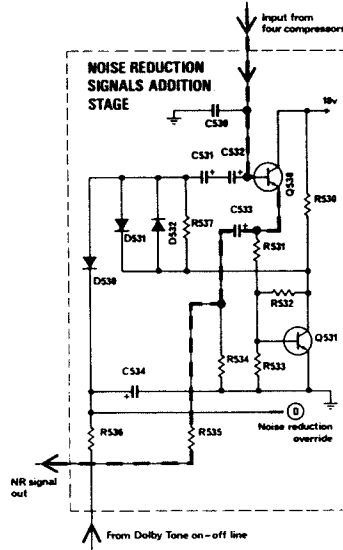 Input from
four compressors
NOISE REDUCTION
SIGNALS ADDITION
STAGE
C530
18v
C531
C532
Q530
R530
C533
D531
D532
R537
R531
D530
R532
Q531
C534
R534
R533
D
Noise reduction
override
R536
R535
NR signal
out
From Dolby Tone on-off line